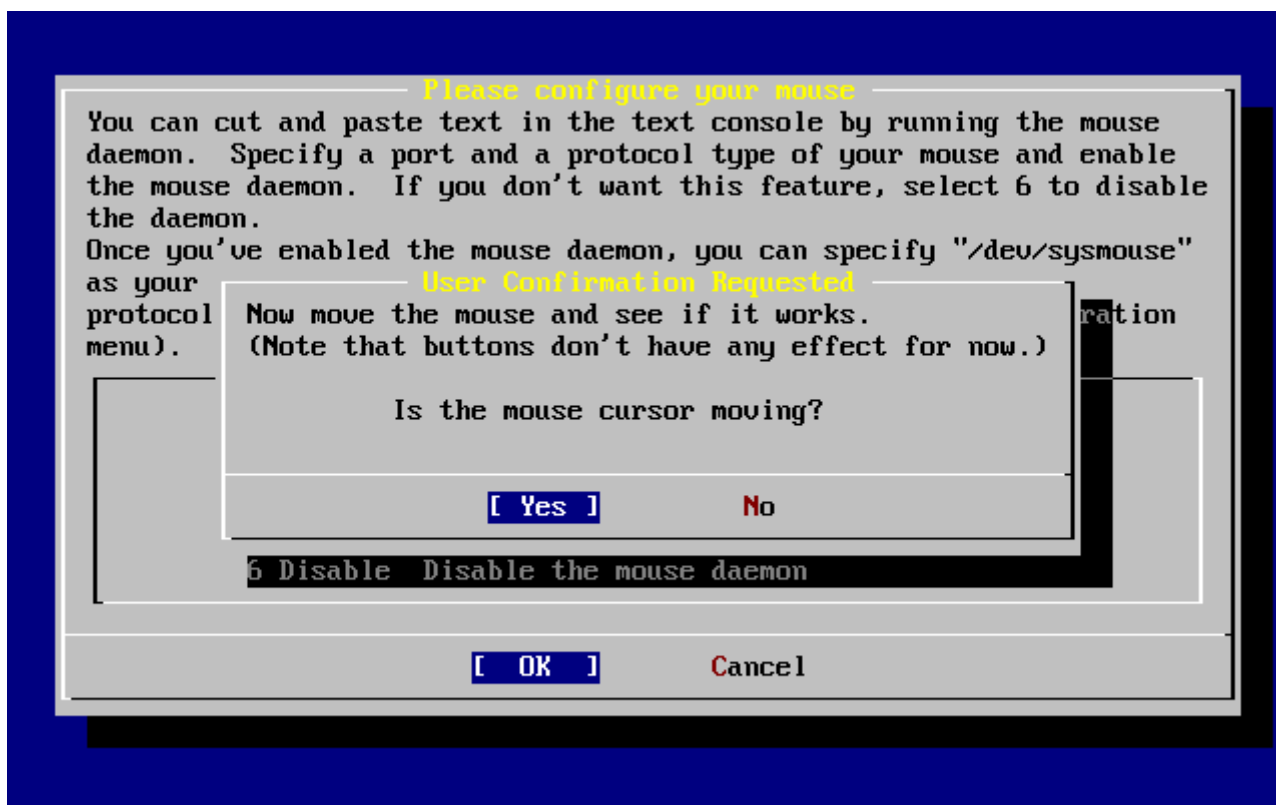 Please configure your mouse
You can cut and paste text in the text console by running the mouse
daemon.  Specify a port and a protocol type of your mouse and enable
the mouse daemon.  If you don't want this feature, select 6 to disable
the daemon.
Once you've enabled the mouse daemon, you can specify "/dev/sysmouse"
as your
protocol ration
menu).
User Confirmation Requested
Now move the mouse and see if it works.
(Note that buttons don't have any effect for now.)
Is the mouse cursor moving?
[ Yes ] No
6 Disable  Disable the mouse daemon
[ OK ] Cancel